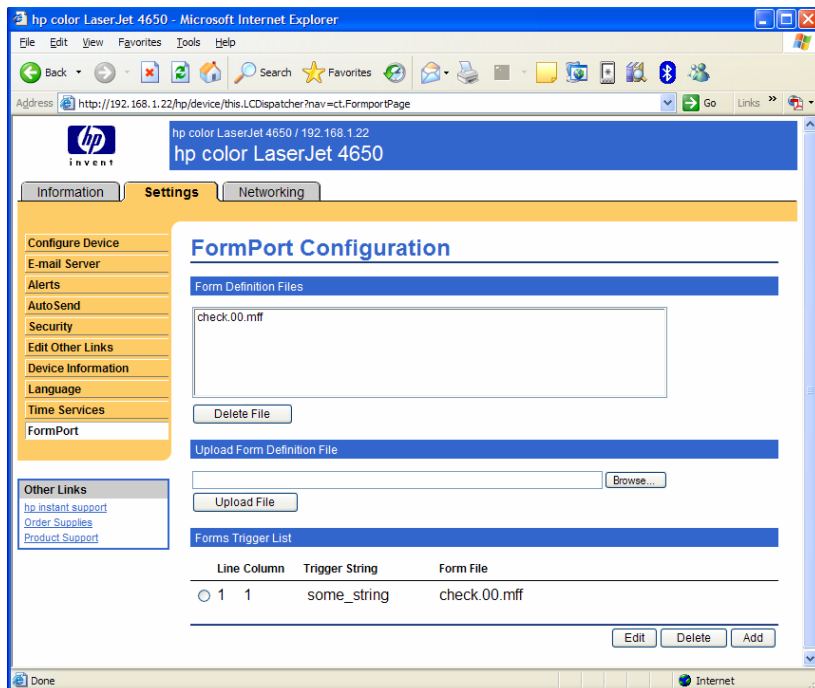 hp color LaserJet 4650 - Microsoft Internet Explorer
File Edit View Favorites Tools Help
Back Search Favorites
Address http://192.168.1.22/hp/device/this.LCDispatcher?nav=ct.FormportPage Go Links »
hp invent
hp color LaserJet 4650 / 192.168.1.22
hp color LaserJet 4650
Information Settings Networking
Configure Device
E-mail Server
Alerts
AutoSend
Security
Edit Other Links
Device Information
Language
Time Services
FormPort
Other Links
hp instant support
Order Supplies
Product Support
FormPort Configuration
Form Definition Files
check.00.mff
Delete File
Upload Form Definition File
Browse...
Upload File
Forms Trigger List
Line Column Trigger String Form File
1 1 some_string check.00.mff
Edit Delete Add
Done Internet